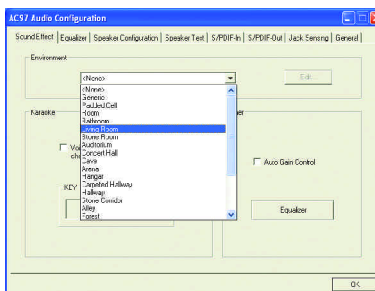 AC97 Audio Configuration
Sound Effect | Equalizer | Speaker Configuration | Speaker Test | S/PDIF-In | S/PDIF-Out | Jack Sensing | General
Environment
<None>
Edit...
<None>
Generic
Padded Cell
Room
Bathroom
Living Room
Stone Room
Auditorium
Concert Hall
Cave
Arena
Hangar
Carpeted Hallway
Hallway
Stone Corridor
Alley
Forest
Karaoke
KEY
Auto Gain Control
Equalizer
OK